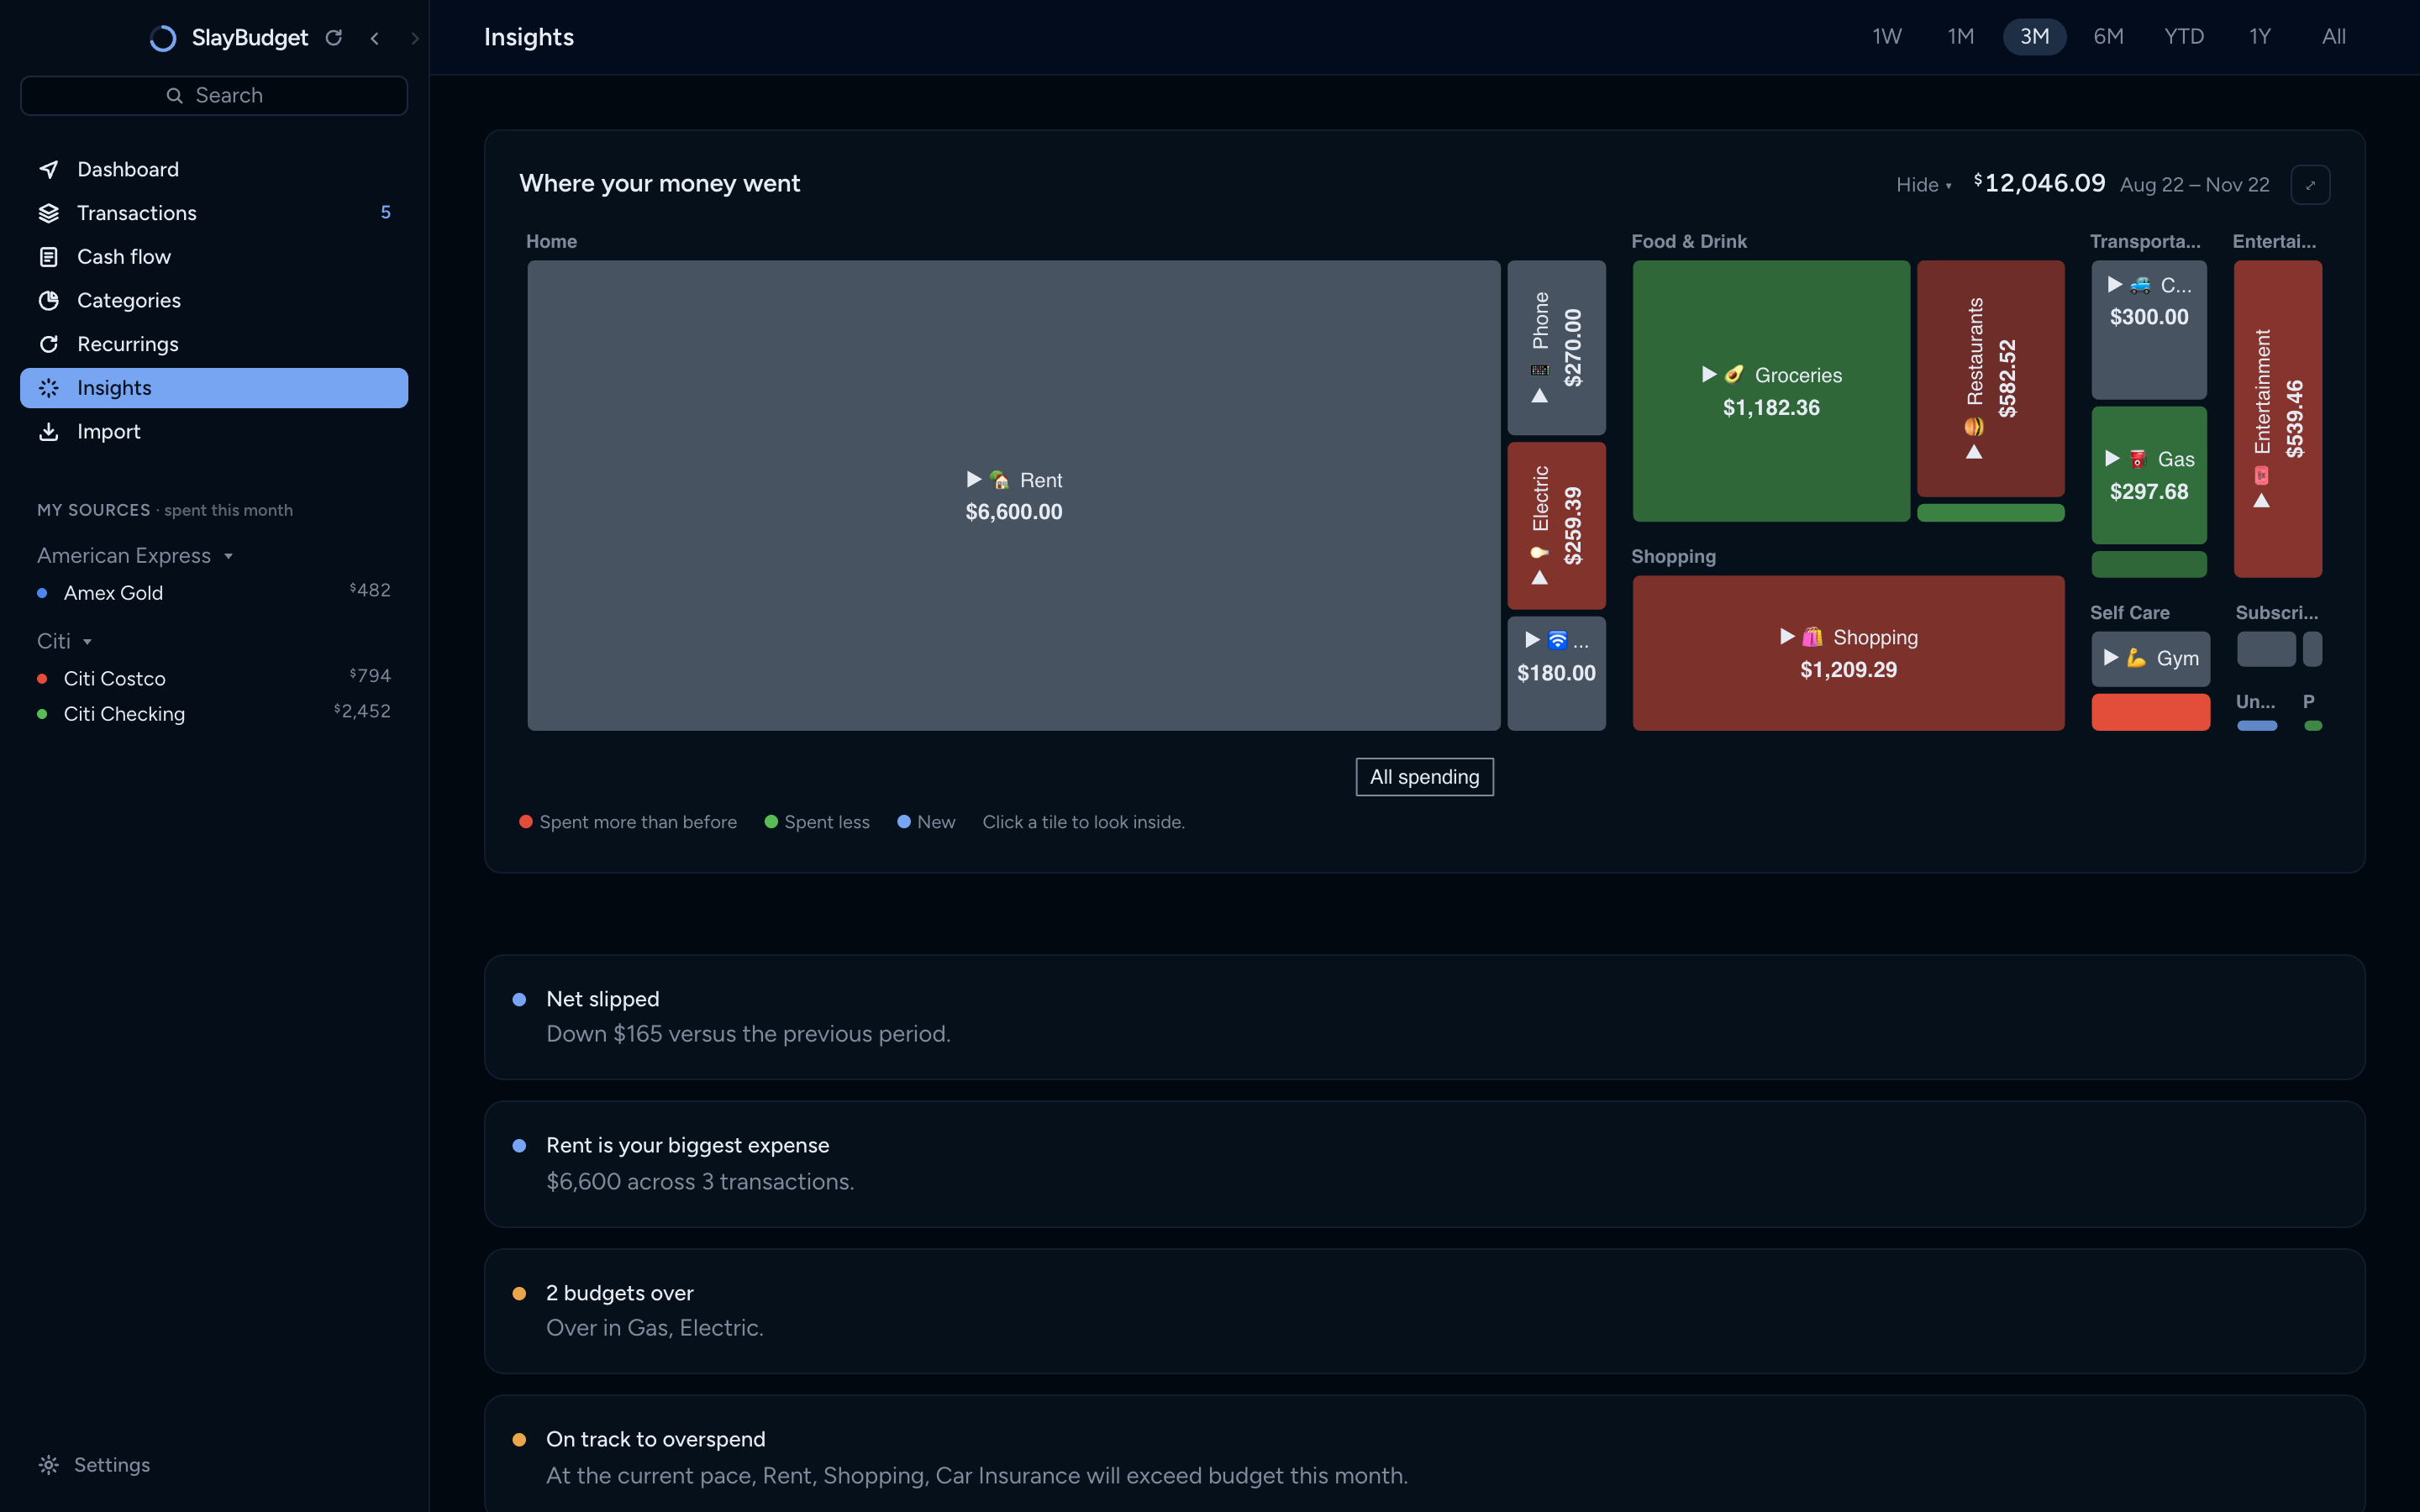 SlayBudget
Search
Dashboard
Transactions 5
Cash flow
Categories
Recurrings
Insights
Import
MY SOURCES · spent this month
American Express
Amex Gold $482
Citi
Citi Costco $794
Citi Checking $2,452
Settings
Insights
1W 1M 3M 6M YTD 1Y All
Where your money went
Hide $12,046.09 Aug 22 – Nov 22
Home
Rent
$6,600.00
Phone
$270.00
Electric
$259.39
...
$180.00
Food & Drink
Groceries
$1,182.36
Restaurants
$582.52
Shopping
Shopping
$1,209.29
Transporta...
C...
$300.00
Gas
$297.68
Entertai...
Entertainment
$539.46
Self Care
Gym
Subscri...
Un...
P
All spending
Spent more than before Spent less New Click a tile to look inside.
Net slipped
Down $165 versus the previous period.
Rent is your biggest expense
$6,600 across 3 transactions.
2 budgets over
Over in Gas, Electric.
On track to overspend
At the current pace, Rent, Shopping, Car Insurance will exceed budget this month.